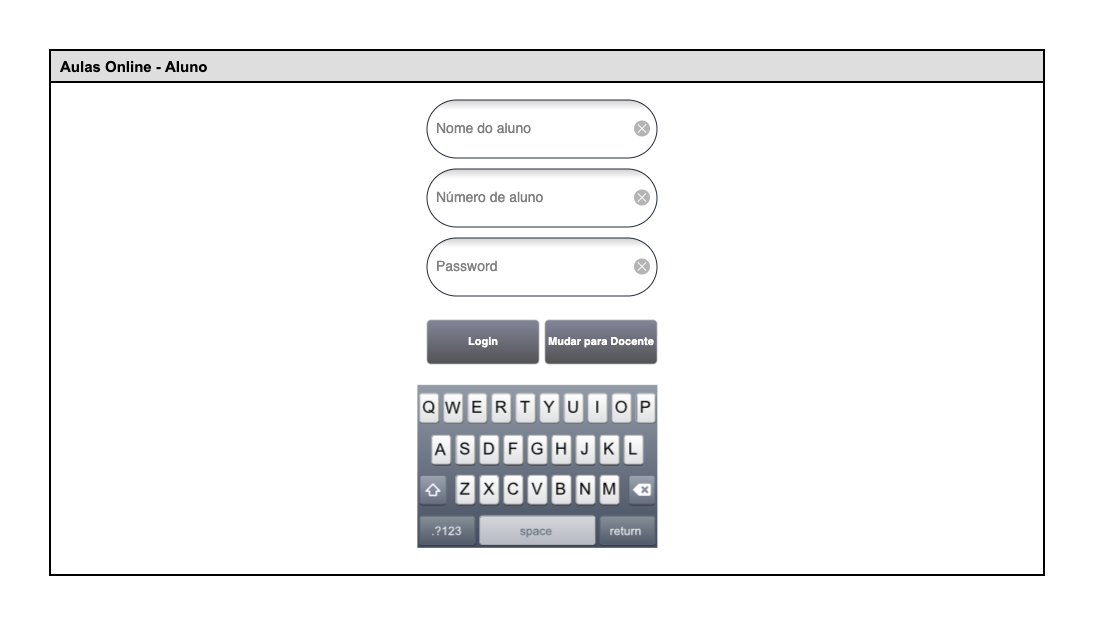 Aulas Online - Aluno
Nome do aluno
Número de aluno
Password
Login Mudar para Docente
Q W E R T Y U I O P
A S D F G H J K L
Z X C V B N M
.?123 space return